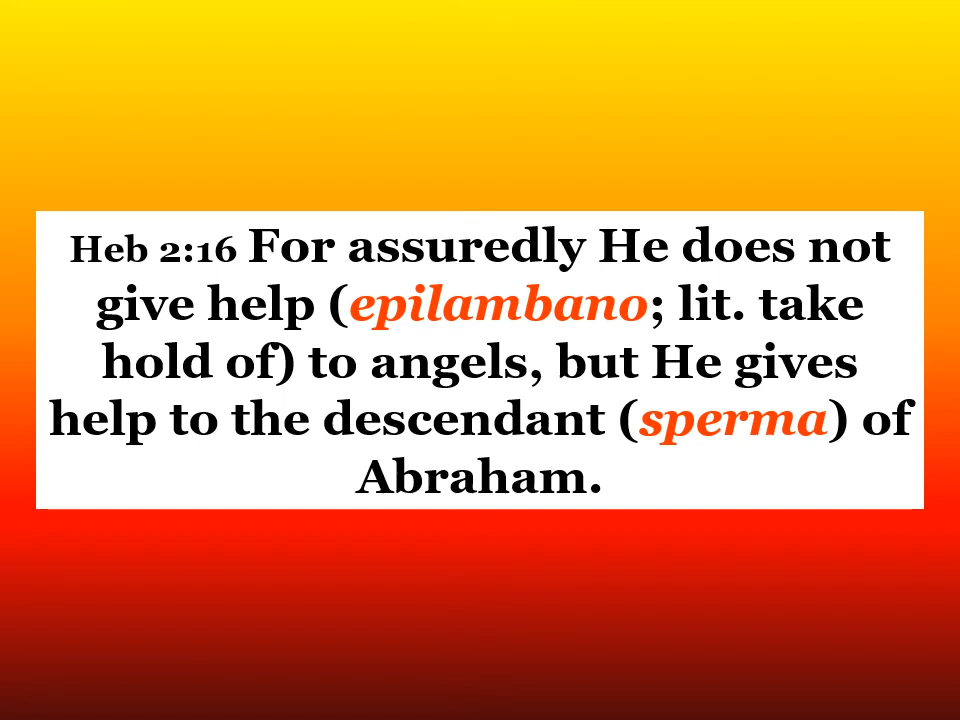 Heb 2:16 For assuredly He does not
give help (epilambano; lit. take
hold of) to angels, but He gives
help to the descendant (sperma) of
Abraham.